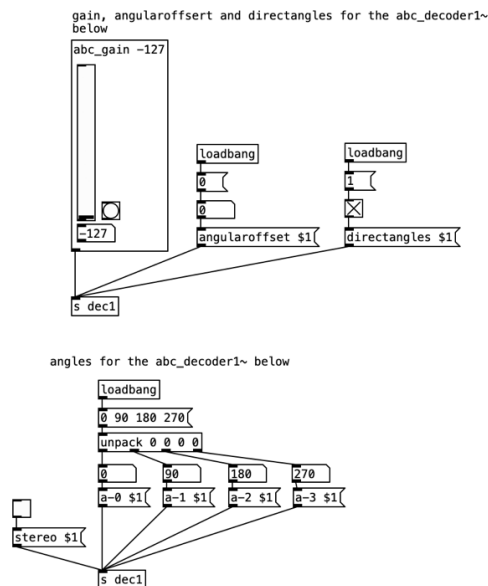 gain, angularoffsert and directangles for the abc_decoder1~
below
abc_gain -127
-127
loadbang
0
0
angularoffset $1
loadbang
1
directangles $1
s dec1
angles for the abc_decoder1~ below
loadbang
0 90 180 270
unpack 0 0 0 0
0 90 180 270
a-0 $1 a-1 $1 a-2 $1 a-3 $1
stereo $1
s dec1